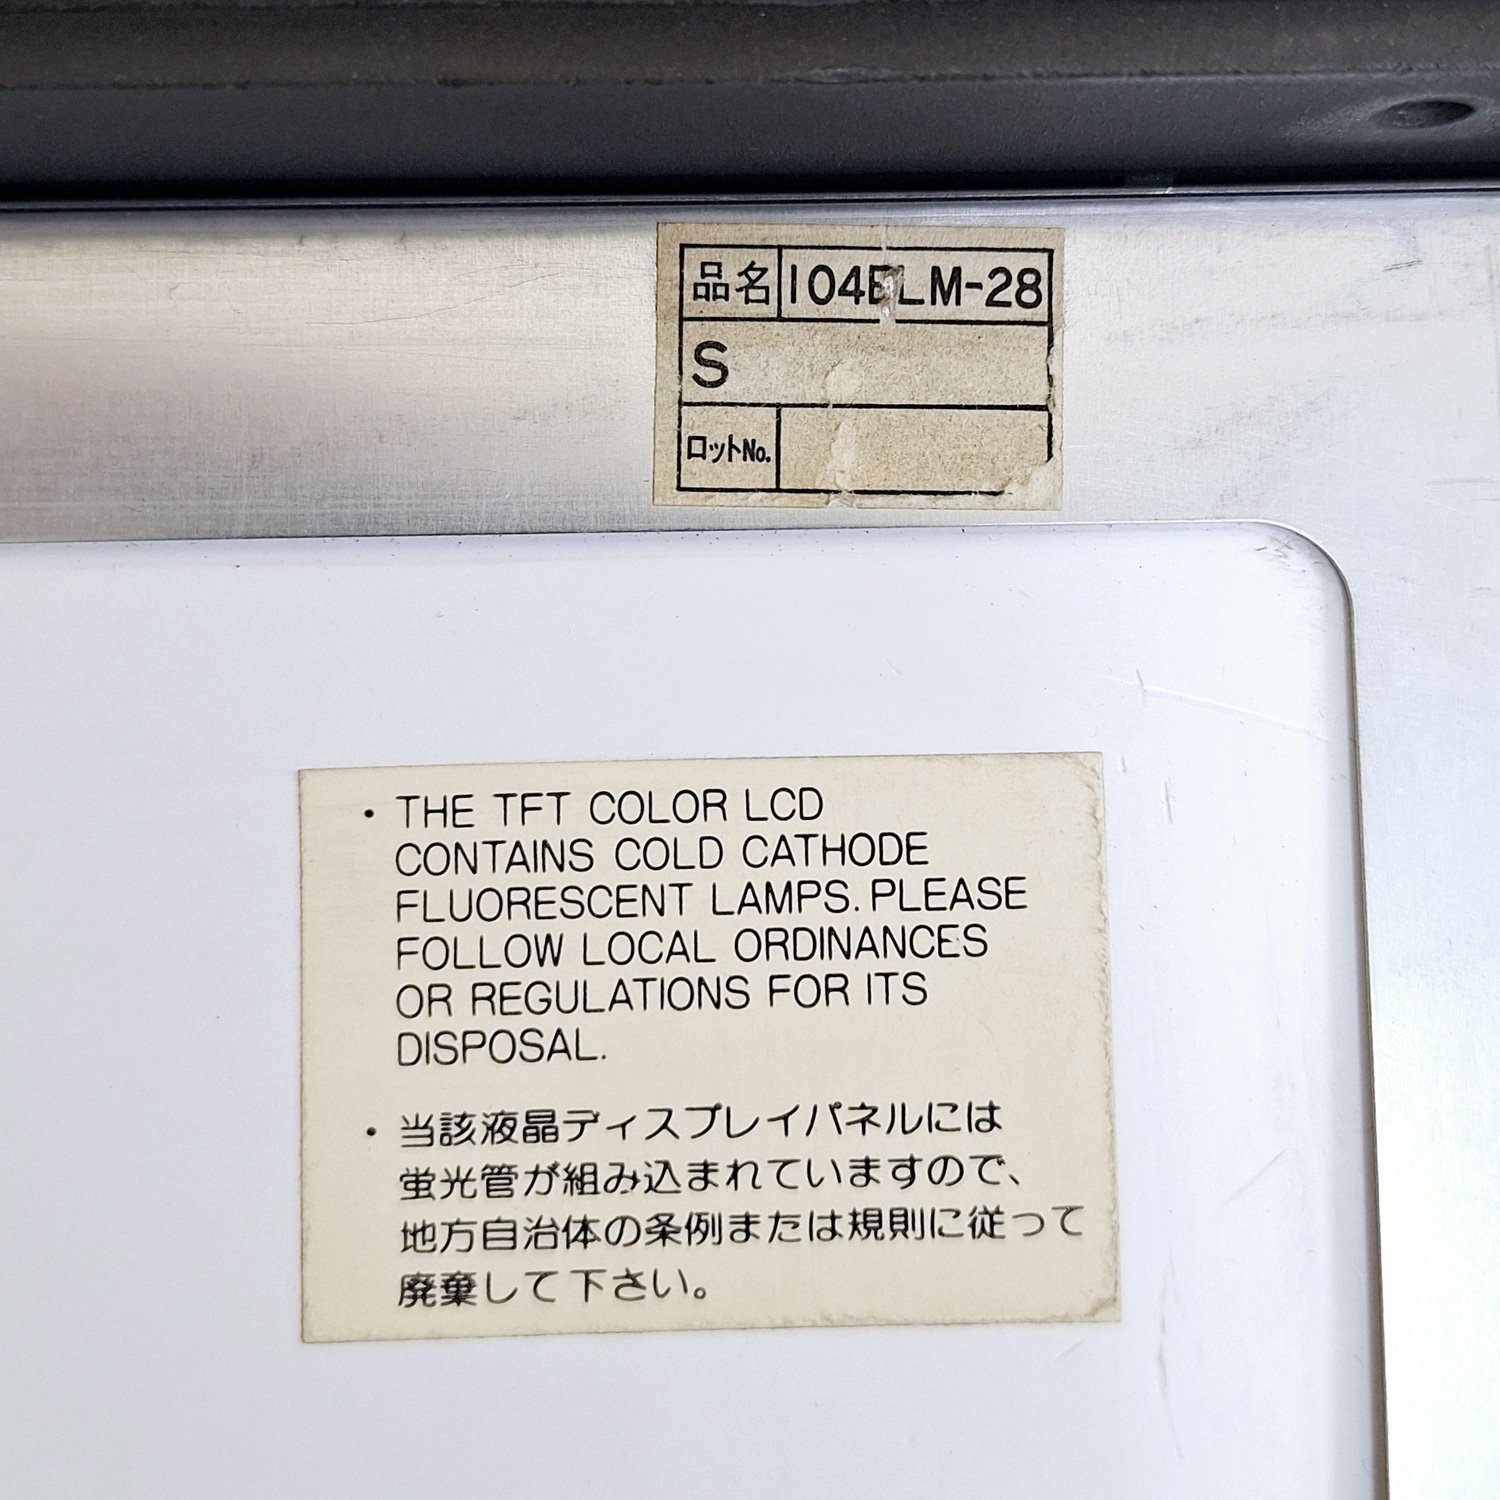 品名 104BLM-28
S
ロットNo.
・THE TFT COLOR LCD
CONTAINS COLD CATHODE
FLUORESCENT LAMPS. PLEASE
FOLLOW LOCAL ORDINANCES
OR REGULATIONS FOR ITS
DISPOSAL.
・当該液晶ディスプレイパネルには
蛍光管が組み込まれていますので、
地方自治体の条例または規則に従って
廃棄して下さい。